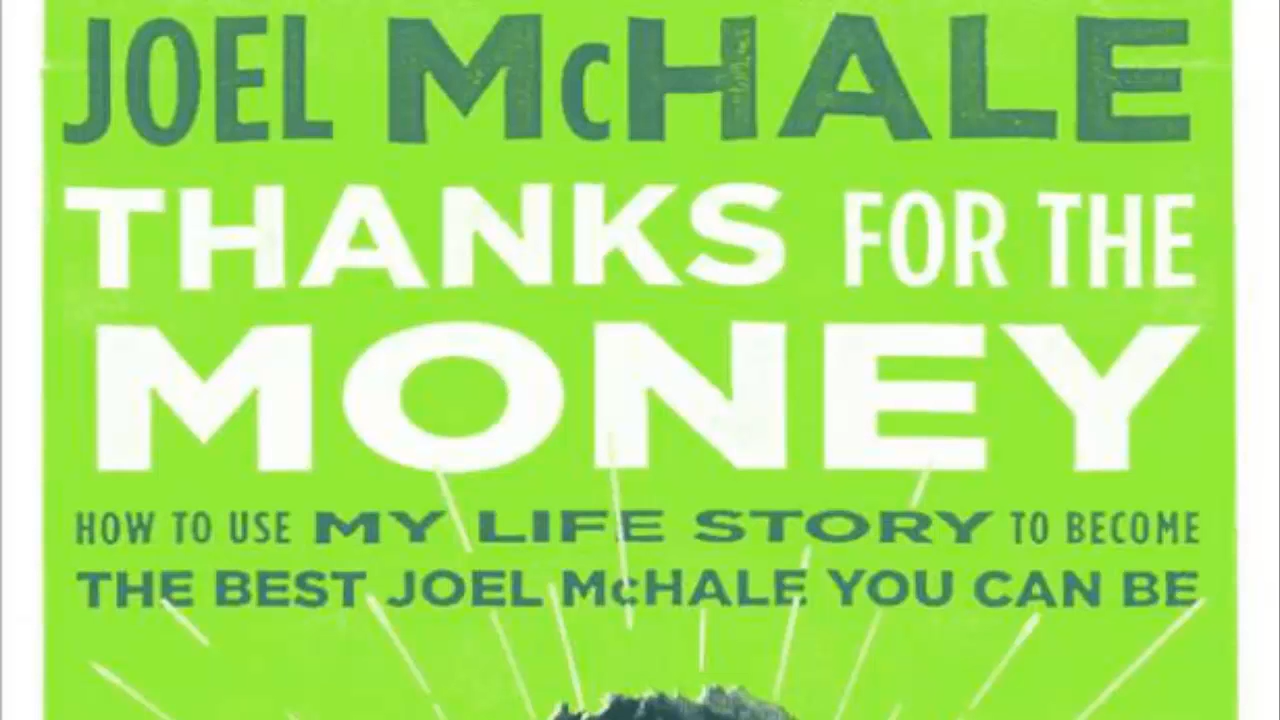 JOEL McHALE
THANKS FOR THE
MONEY
HOW TO USE MY LIFE STORY TO BECOME
THE BEST JOEL McHALE YOU CAN BE